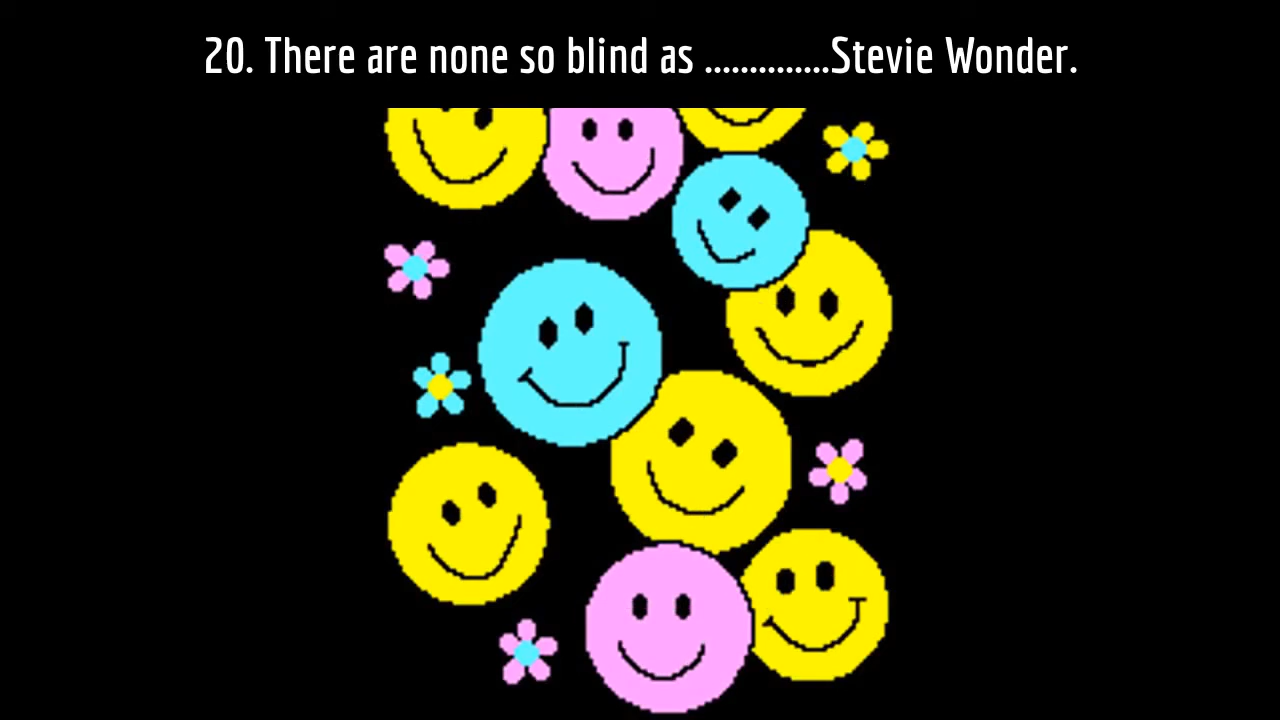 20. There are none so blind as ..............Stevie Wonder.